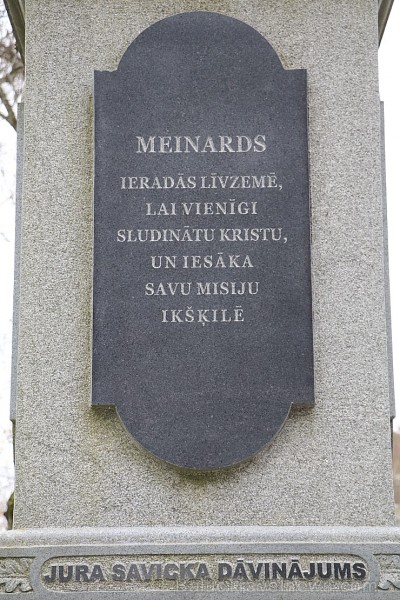 MEINARDS
IERADĀS LĪVZEMĒ,
LAI VIENĪGI
SLUDINĀTU KRISTU,
UN IESĀKA
SAVU MISIJU
IKŠĶILĒ
JURA SAVICKA DĀVINĀJUMS